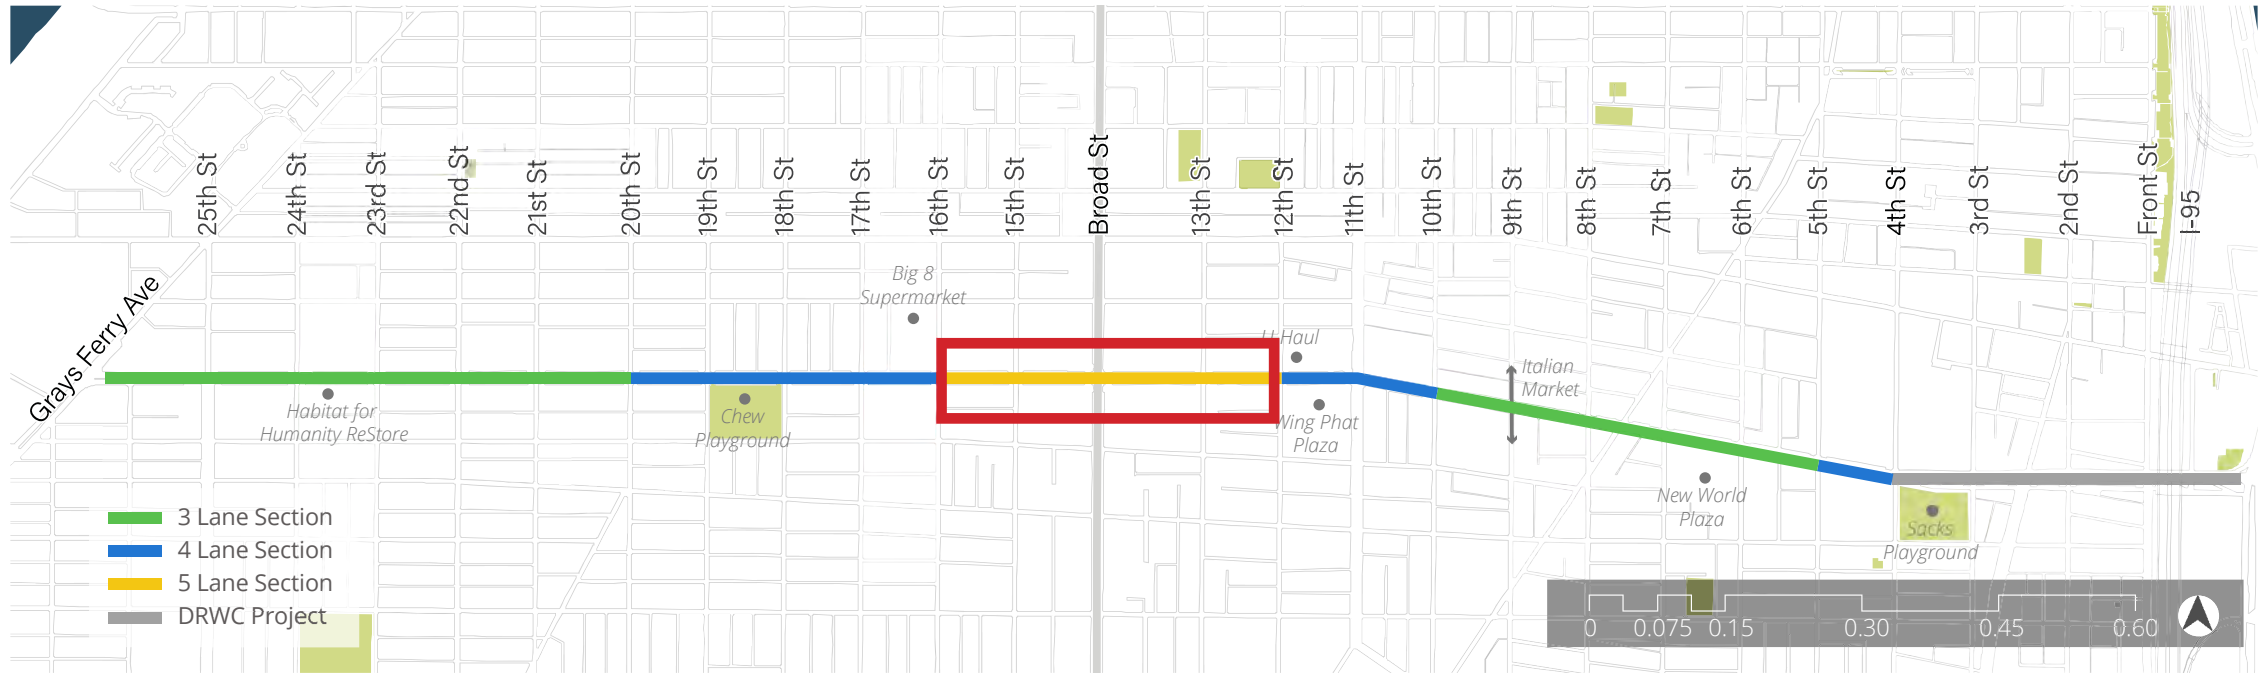 25th St
24th St
23rd St
22nd St
21st St
20th St
19th St
18th St
17th St
16th St
15th St
Broad St
13th St
12th St
11th St
10th St
9th St
8th St
7th St
6th St
5th St
4th St
3rd St
2nd St
Front St
I-95
Grays Ferry Ave
Big 8
Supermarket
U-Haul
Italian
Market
Habitat for
Humanity ReStore
Chew
Playground
Wing Phat
Plaza
New World
Plaza
Sacks
Playground
3 Lane Section
4 Lane Section
5 Lane Section
DRWC Project
0 0.075 0.15 0.30 0.45 0.60